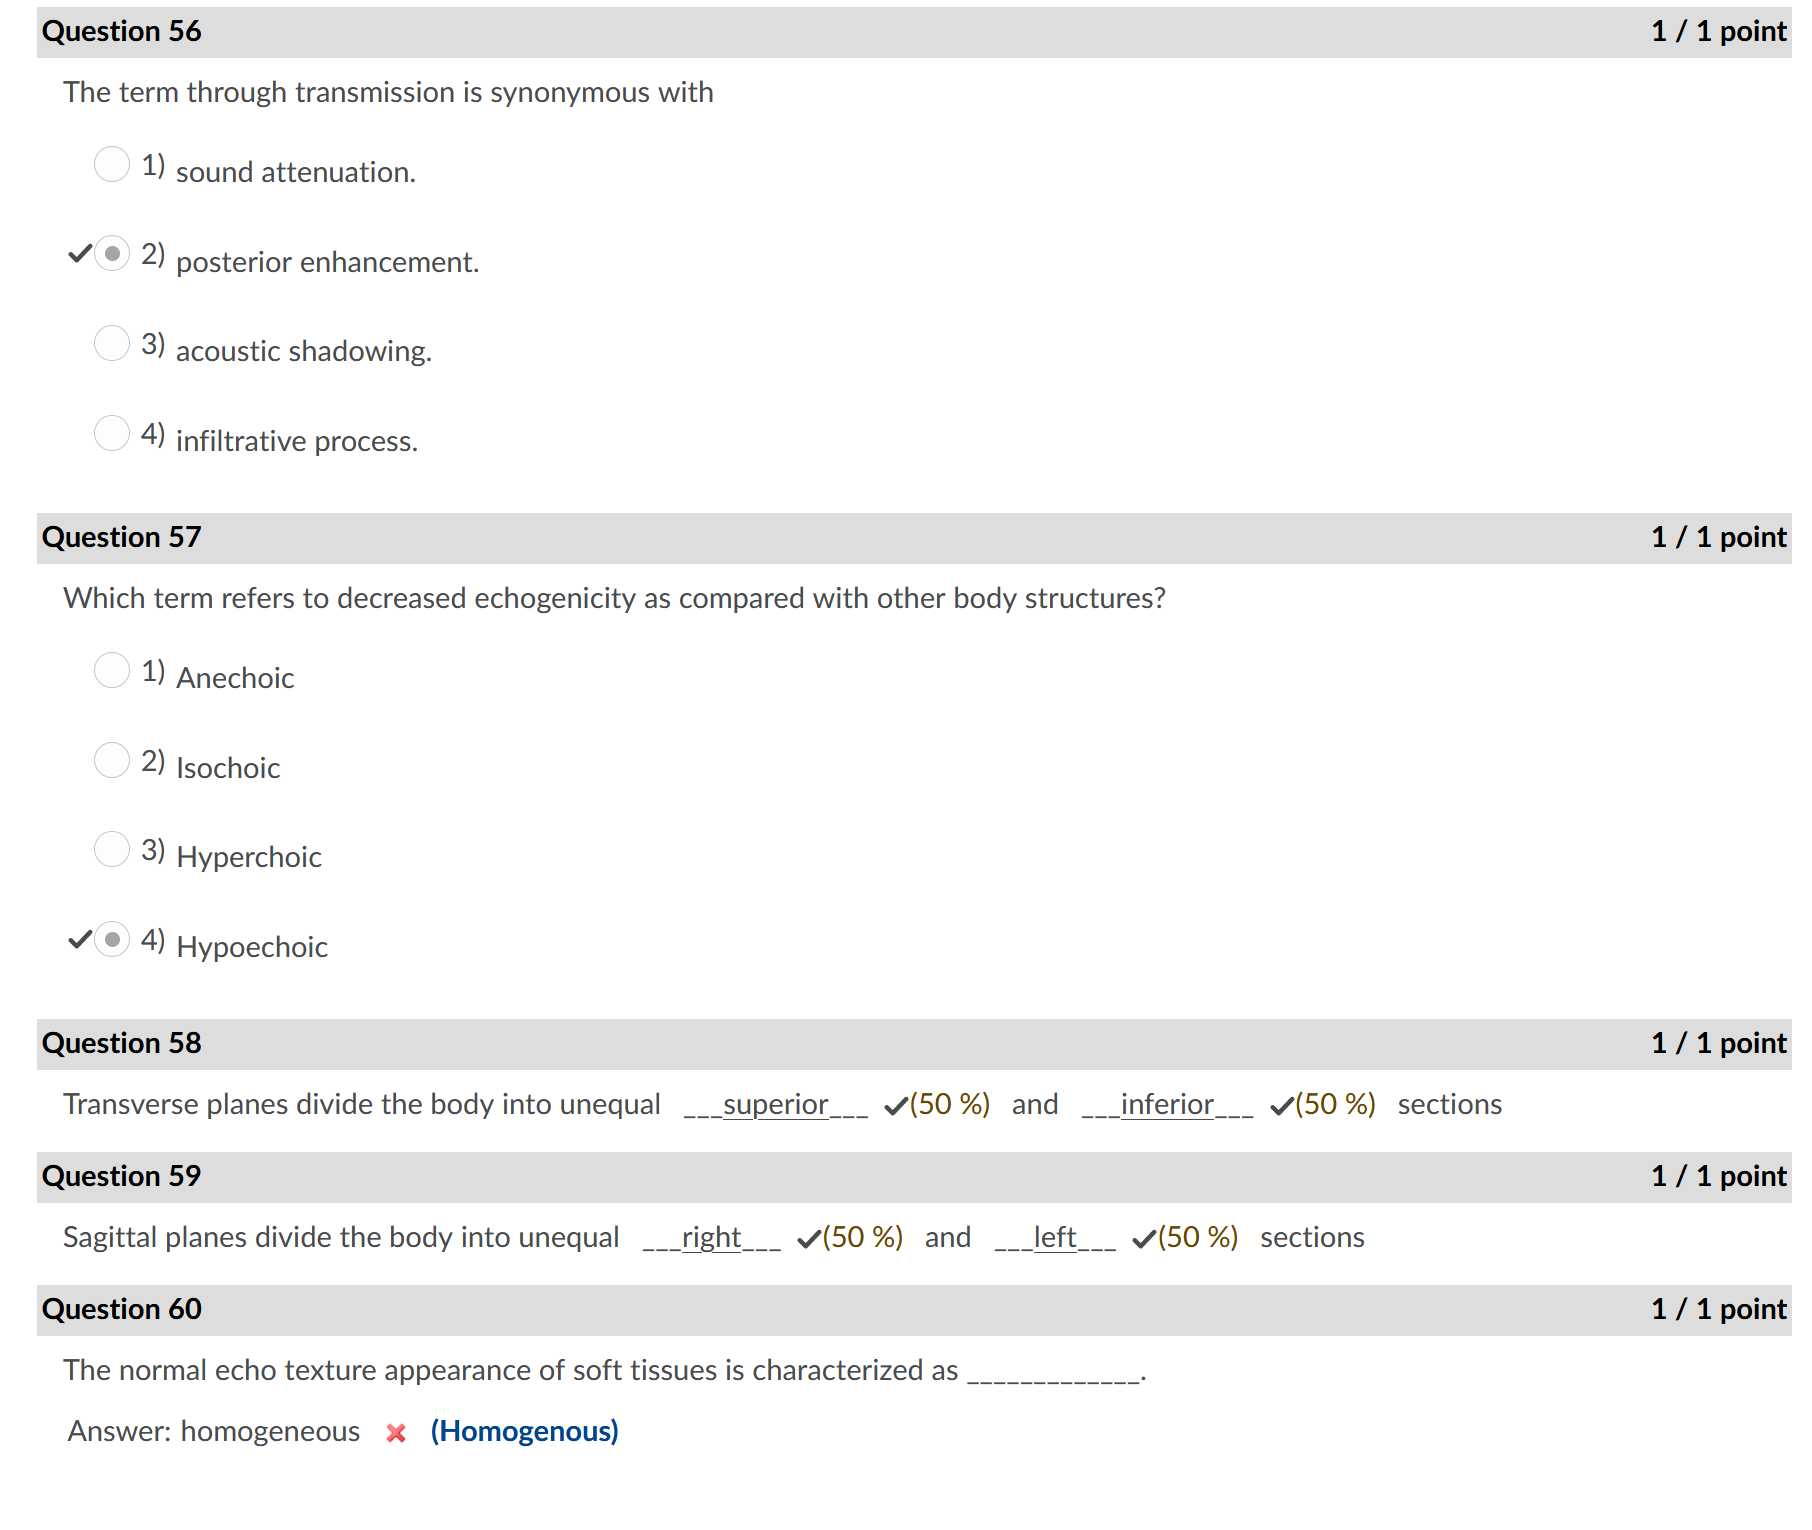 Question 56 1 / 1 point
The term through transmission is synonymous with
1) sound attenuation.
2) posterior enhancement.
3) acoustic shadowing.
4) infiltrative process.
Question 57 1 / 1 point
Which term refers to decreased echogenicity as compared with other body structures?
1) Anechoic
2) Isochoic
3) Hyperchoic
4) Hypoechoic
Question 58 1 / 1 point
Transverse planes divide the body into unequal ___superior___ ✓(50 %) and ___inferior___ ✓(50 %) sections
Question 59 1 / 1 point
Sagittal planes divide the body into unequal ___right___ ✓(50 %) and ___left___ ✓(50 %) sections
Question 60 1 / 1 point
The normal echo texture appearance of soft tissues is characterized as _____________.
Answer: homogeneous ✗ (Homogenous)